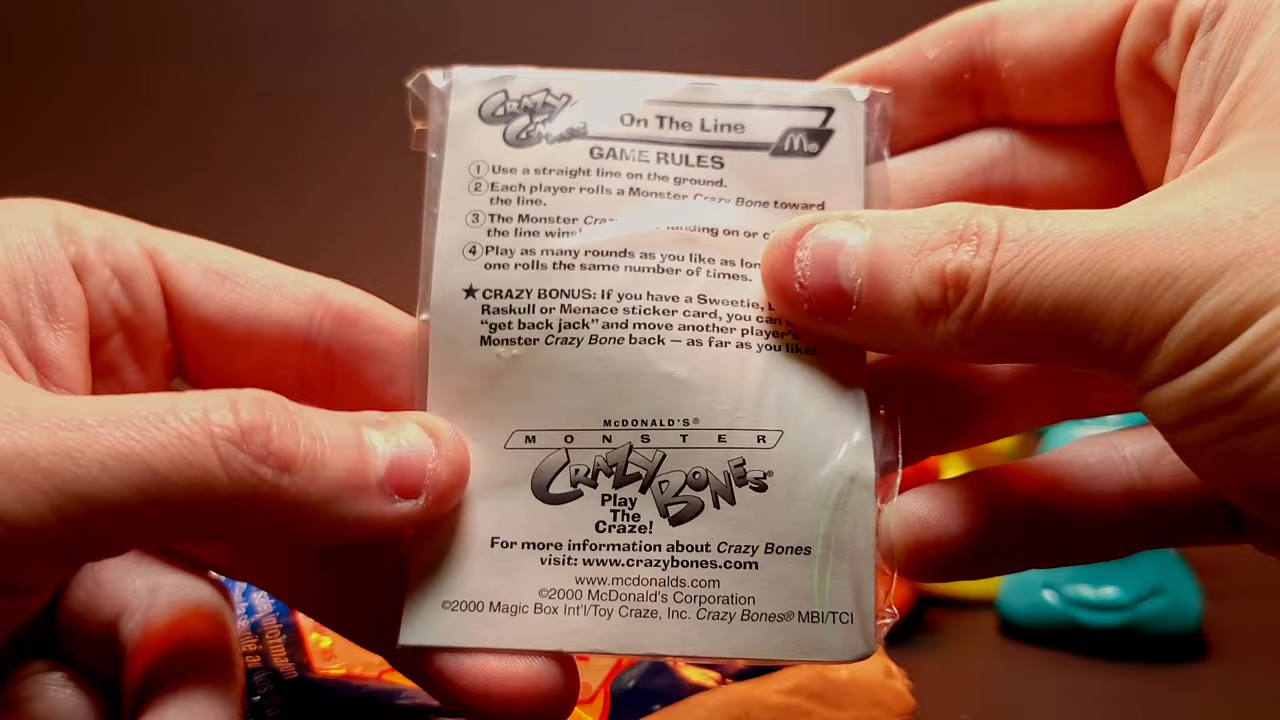 CRAZY
GAMES
On The Line
M®
GAME RULES
1 Use a straight line on the ground.
2 Each player rolls a Monster Crazy Bone toward
the line.
3 The Monster landing on or
the line wins!
4 Play as many rounds as you like as
one rolls the same number of times.
★ CRAZY BONUS: If you have a Sweetie,
Raskull or Menace sticker card, you can
“get back jack” and move another player's
Monster Crazy Bone back — as far as you like!
McDONALD'S®
MONSTER
CRAZY BONES®
Play
The
Craze!
For more information about Crazy Bones
visit: www.crazybones.com
www.mcdonalds.com
©2000 McDonald's Corporation
©2000 Magic Box Int'l/Toy Craze, Inc. Crazy Bones® MBI/TCI